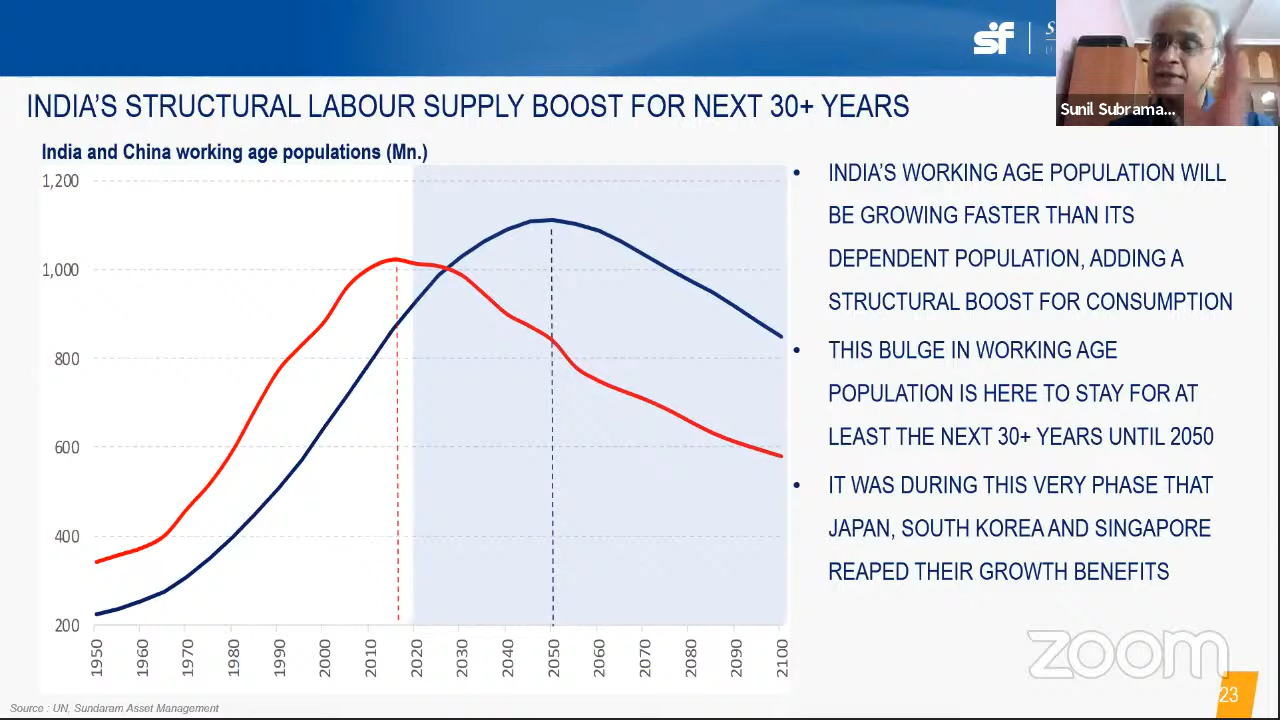 sf
Sunil Subrama...
INDIA'S STRUCTURAL LABOUR SUPPLY BOOST FOR NEXT 30+ YEARS
India and China working age populations (Mn.)
1,200
1,000
800
600
400
200
1950
1960
1970
1980
1990
2000
2010
2020
2030
2040
2050
2060
2070
2080
2090
2100
• INDIA'S WORKING AGE POPULATION WILL
BE GROWING FASTER THAN ITS
DEPENDENT POPULATION, ADDING A
STRUCTURAL BOOST FOR CONSUMPTION
• THIS BULGE IN WORKING AGE
POPULATION IS HERE TO STAY FOR AT
LEAST THE NEXT 30+ YEARS UNTIL 2050
• IT WAS DURING THIS VERY PHASE THAT
JAPAN, SOUTH KOREA AND SINGAPORE
REAPED THEIR GROWTH BENEFITS
zoom
23
Source : UN, Sundaram Asset Management